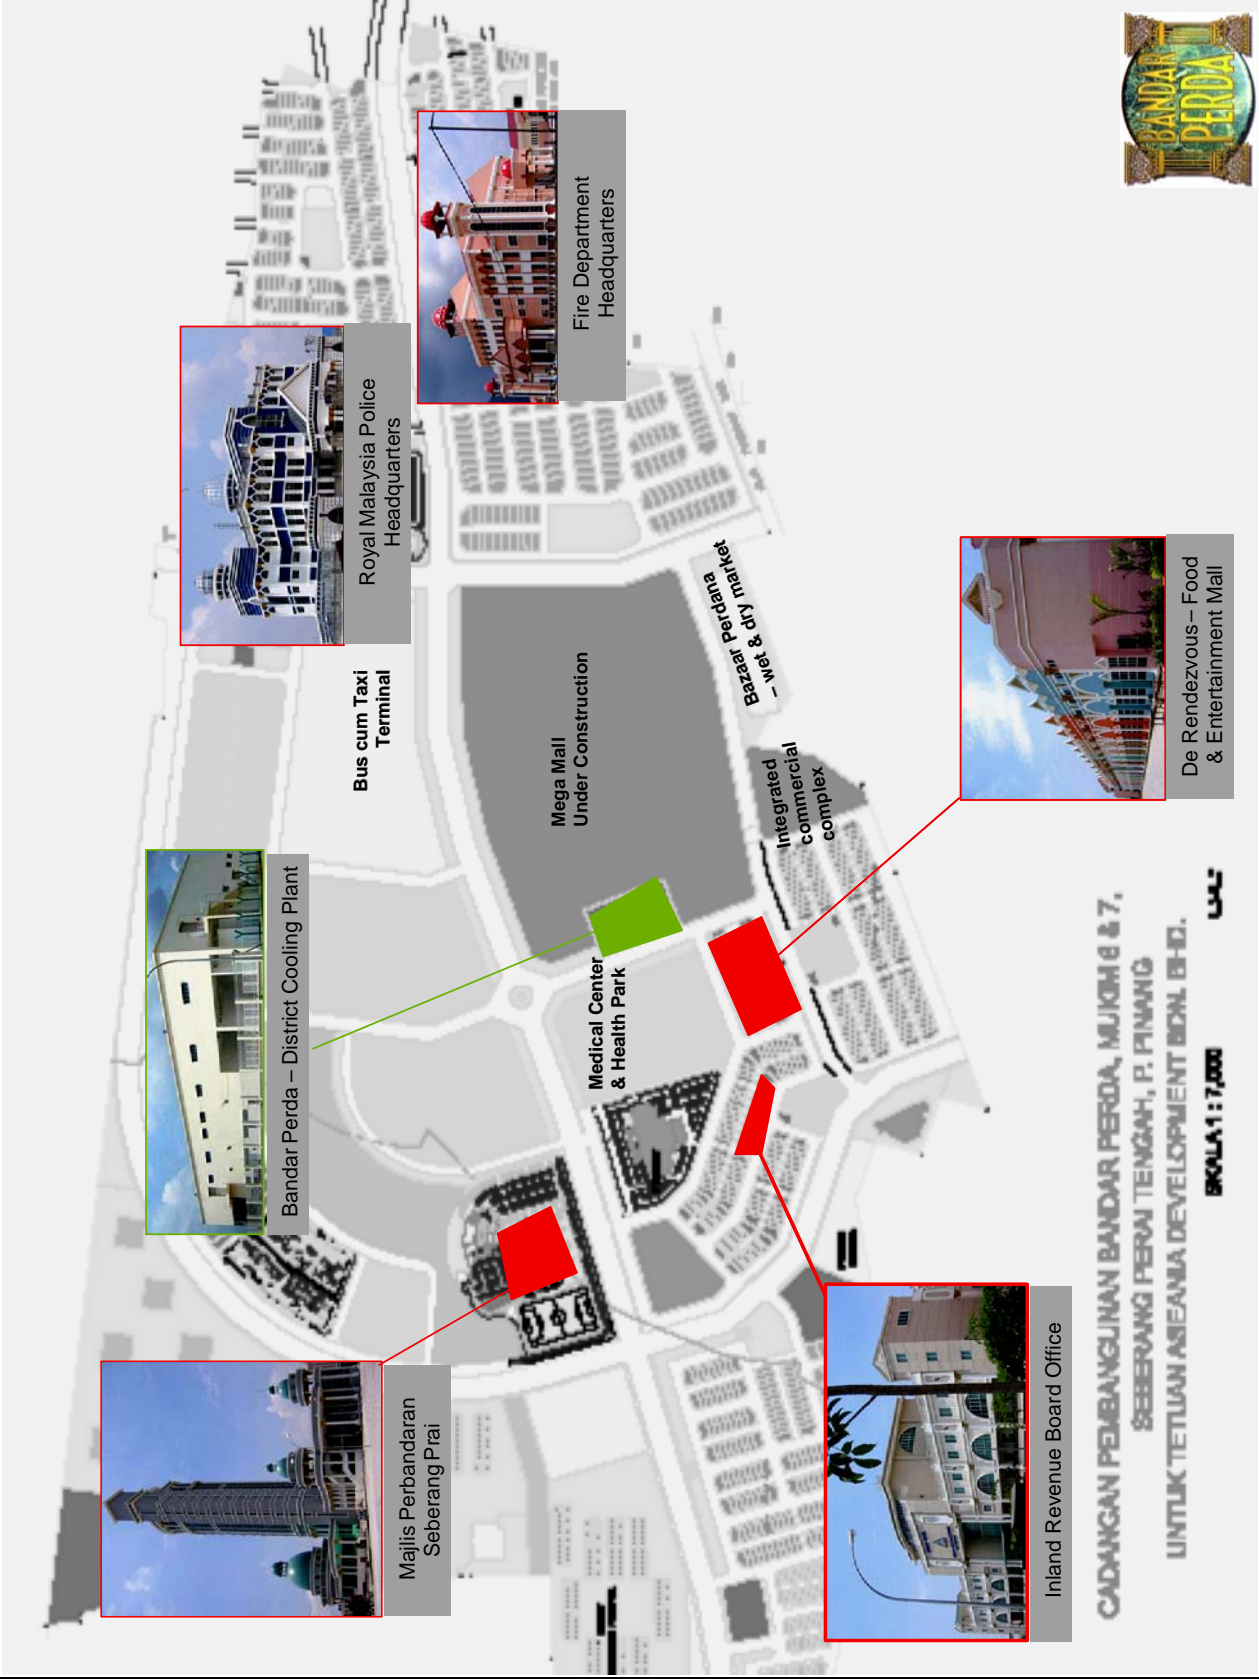 BANDAR
PERDA
Majlis Perbandaran
Seberang Prai
Bandar Perda – District Cooling Plant
Royal Malaysia Police
Headquarters
Fire Department
Headquarters
Bus cum Taxi
Terminal
Mega Mall
Under Construction
Medical Center
& Health Park
Bazaar Perdana
– wet & dry market
Integrated
commercial
complex
Inland Revenue Board Office
De Rendezvous – Food
& Entertainment Mall
CADANGAN PEMBANGUNAN BANDAR PERDA, MUKIM 6 & 7,
SEBERANG PERAI TENGAH, P. PINANG
UNTUK TETUAN ASEANIA DEVELOPMENT SDN. BHD.
SKALA 1 : 7,000